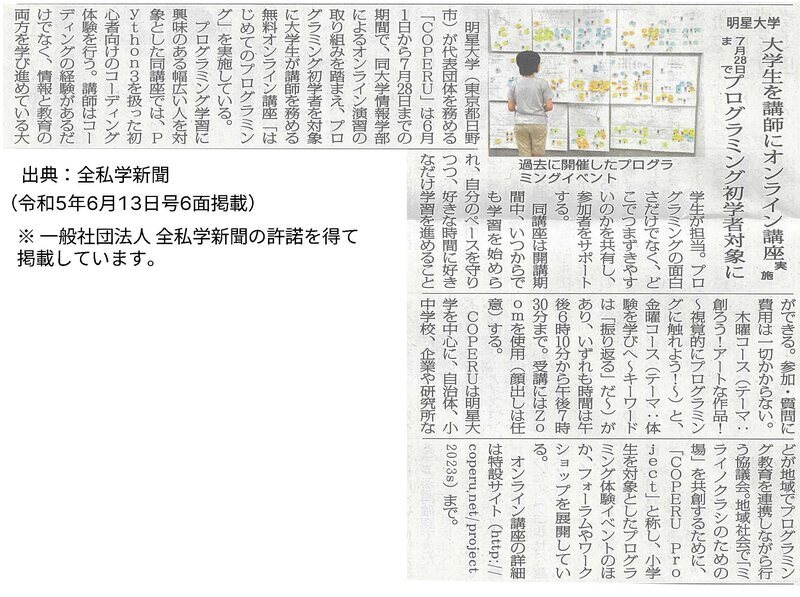 明星大学
大学生を講師にオンライン講座実施
7月28日まで
プログラミング初学者対象に
過去に開催したプログラ
ミングイベント
明星大学(東京都日野
市)が代表団体を務める
「COPERU」は6月
1日から7月28日までの
期間で、同大学情報学部
によるオンライン演習の
取り組みを踏まえ、プロ
グラミング初学者を対象
に大学生が講師を務める
無料オンライン講座「は
じめてのプログラミン
グ」を実施している。
プログラミング学習に
興味のある幅広い人を対
象とした同講座では、P
ython3を扱った初
心者向けのコーディング
体験を行う。講師はコー
ディングの経験があるだ
けでなく、情報と教育の
両方を学び進めている大
学生が担当。プロ
グラミングの面白
さだけでなく、ど
こでつまずきやす
いのかを共有し、
参加者をサポート
する。
同講座は開講期
間中、いつからで
も学習を始めら
れ、自分のペースを守り
つつ、好きな時間に好き
なだけ学習を進めること
ができる。参加・質問に
費用は一切かからない。
木曜コース(テーマ:
創ろう!アートな作品!
〜視覚的にプログラミン
グに触れよう!〜)と、
金曜コース(テーマ:体
験を学びへ〜キーワード
は「振り返る」だ〜)が
あり、いずれも時間は午
後6時10分から午後7時
30分まで。受講にはZo
omを使用(顔出しは任
意)する。
COPERUは明星大
学を中心に、自治体、小
中学校、企業や研究所な
どが地域でプログラミン
グ教育を連携しながら行
う協議会。地域社会で「ミ
ライノクラシのための
場」を共創するために、
「COPERU Pro
ject」と称し、小学
生を対象としたプログラ
ミング体験イベントのほ
か、フォーラムやワーク
ショップを展開してい
る。
オンライン講座の詳細
は特設サイト(http://
coperu.net/project
2023s)まで。
出典：全私学新聞
（令和5年6月13日号6面掲載）
※ 一般社団法人 全私学新聞の許諾を得て
掲載しています。